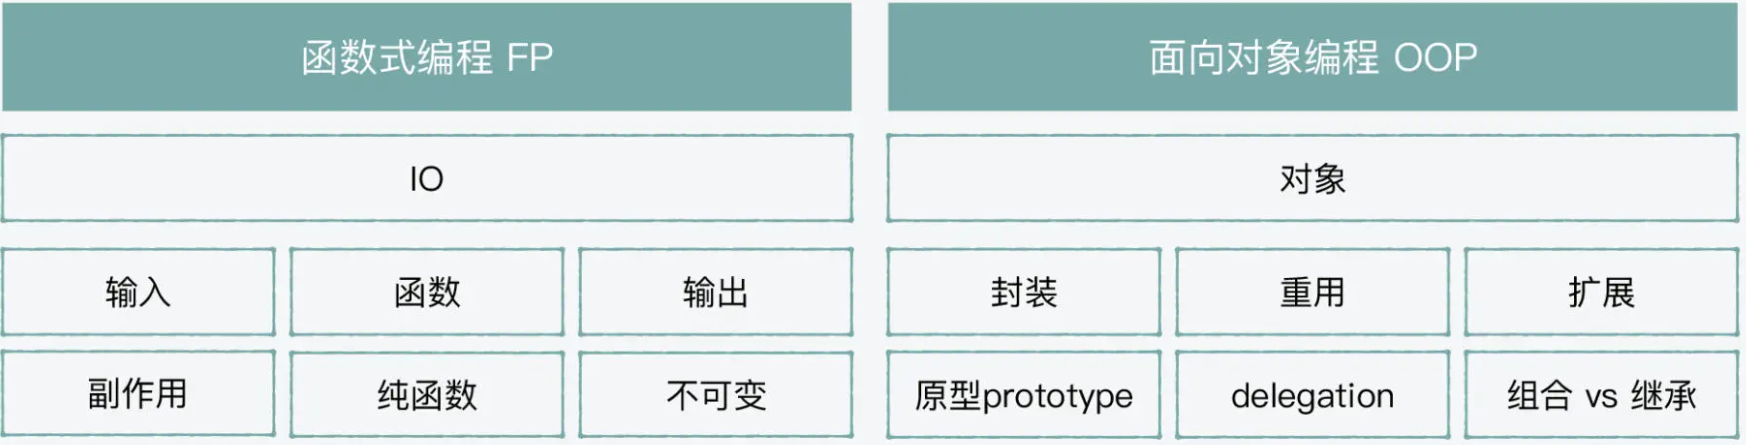 函数式编程 FP
面向对象编程 OOP
IO
对象
输入
函数
输出
封装
重用
扩展
副作用
纯函数
不可变
原型prototype
delegation
组合 vs 继承